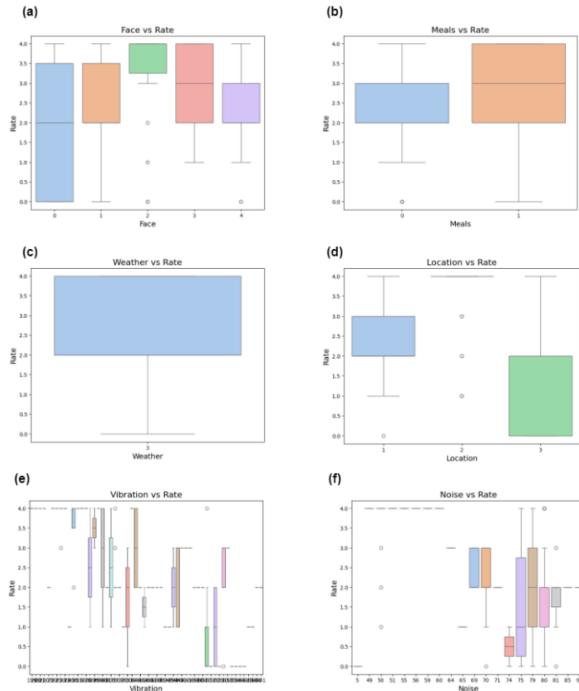 (a)
Face vs Rate
4.0
3.5
3.0
2.5
2.0
1.5
1.0
0.5
0.0
Rate
0 1 2 3 4
Face
(b)
Meals vs Rate
4.0
3.5
3.0
2.5
2.0
1.5
1.0
0.5
0.0
Rate
0 1
Meals
(c)
Weather vs Rate
4.0
3.5
3.0
2.5
2.0
1.5
1.0
0.5
0.0
Rate
3
Weather
(d)
Location vs Rate
4.0
3.5
3.0
2.5
2.0
1.5
1.0
0.5
0.0
Rate
1 2 3
Location
(e)
Vibration vs Rate
4.0
3.5
3.0
2.5
2.0
1.5
1.0
0.5
0.0
Rate
Vibration
(f)
Noise vs Rate
4.0
3.5
3.0
2.5
2.0
1.5
1.0
0.5
0.0
Rate
49 50 51 55 56 58 59 60 64 65 69 70 71 74 75 79 80 81 85
Noise